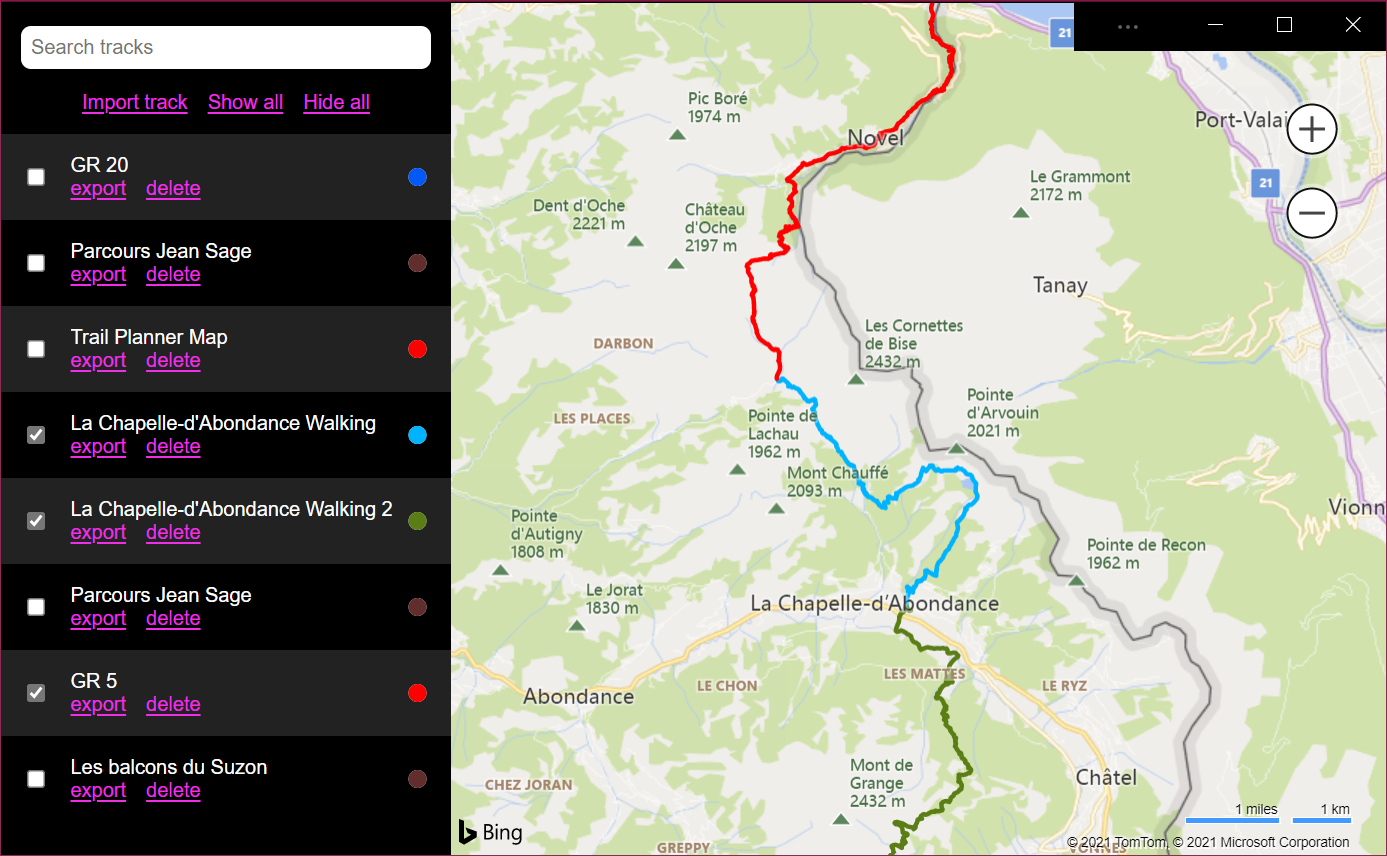 Search tracks
Import track Show all Hide all
GR 20
export delete
Parcours Jean Sage
export delete
Trail Planner Map
export delete
La Chapelle-d'Abondance Walking
export delete
La Chapelle-d'Abondance Walking 2
export delete
Parcours Jean Sage
export delete
GR 5
export delete
Les balcons du Suzon
export delete
21
Pic Boré
1974 m
Novel
Port-Valai
21
Le Grammont
2172 m
Dent d'Oche
2221 m
Château
d'Oche
2197 m
Tanay
Les Cornettes
de Bise
2432 m
DARBON
LES PLACES
Pointe de
Lachau
1962 m
Pointe
d'Arvouin
2021 m
Mont Chauffé
2093 m
Vionn
Pointe
d'Autigny
1808 m
Pointe de Recon
1962 m
Le Jorat
1830 m
La Chapelle-d'Abondance
LES MATTES
LE CHON
LE RYZ
Abondance
Mont de
Grange
2432 m
Châtel
CHEZ JORAN
1 miles 1 km
Bing
GREPPY
VONNES
© 2021 TomTom, © 2021 Microsoft Corporation